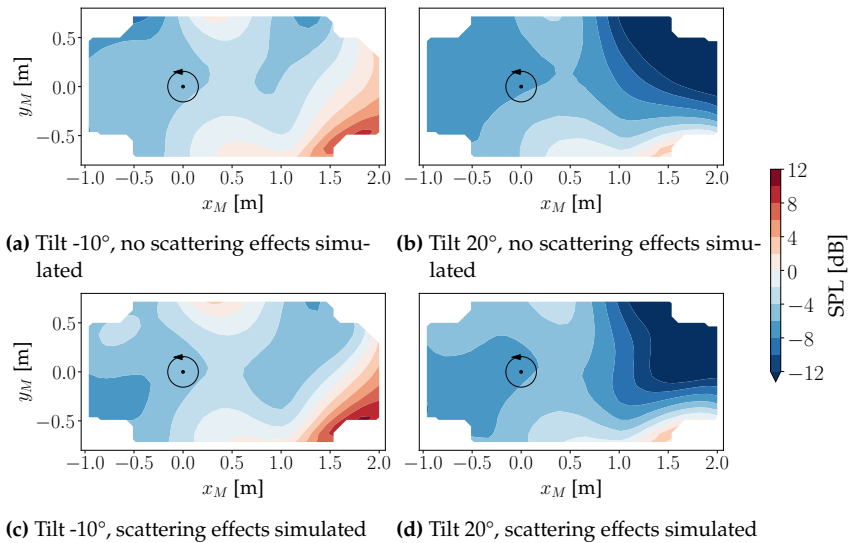 0.5
0.0
−0.5
y_M [m]
−1.0 −0.5 0.0 0.5 1.0 1.5 2.0
x_M [m]
−1.0 −0.5 0.0 0.5 1.0 1.5 2.0
x_M [m]
(a) Tilt -10°, no scattering effects simu-
lated
(b) Tilt 20°, no scattering effects simu-
lated
12
8
4
0
−4
−8
−12
SPL [dB]
0.5
0.0
−0.5
y_M [m]
−1.0 −0.5 0.0 0.5 1.0 1.5 2.0
x_M [m]
−1.0 −0.5 0.0 0.5 1.0 1.5 2.0
x_M [m]
(c) Tilt -10°, scattering effects simulated
(d) Tilt 20°, scattering effects simulated